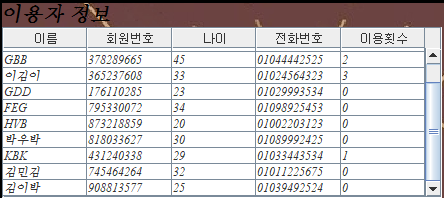 이용자 정보
이름 회원번호 나이 전화번호 이용횟수
GBB 378289665 45 01044442525 2
이김이 365237608 33 01024564323 3
GDD 176110285 23 01029993534 0
FEG 795330072 34 01098925453 0
HVB 873218859 20 01002203123 0
박우박 818033627 30 01089992425 0
KBK 431240338 29 01033443534 1
김민김 745464264 32 01011225675 0
김이박 908813577 25 01039492524 0